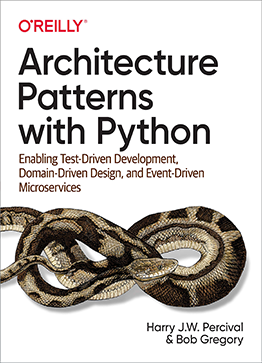 O'REILLY®
Architecture
Patterns
with Python
Enabling Test-Driven Development,
Domain-Driven Design, and Event-Driven
Microservices
Harry J.W. Percival
& Bob Gregory